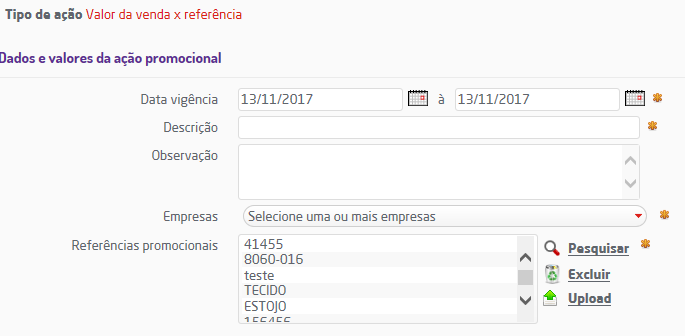 Tipo de ação Valor da venda x referência
Dados e valores da ação promocional
Data vigência 13/11/2017 à 13/11/2017
Descrição
Observação
Empresas Selecione uma ou mais empresas
Referências promocionais
41455
8060-016
teste
TECIDO
ESTOJO
156456
Pesquisar
Excluir
Upload